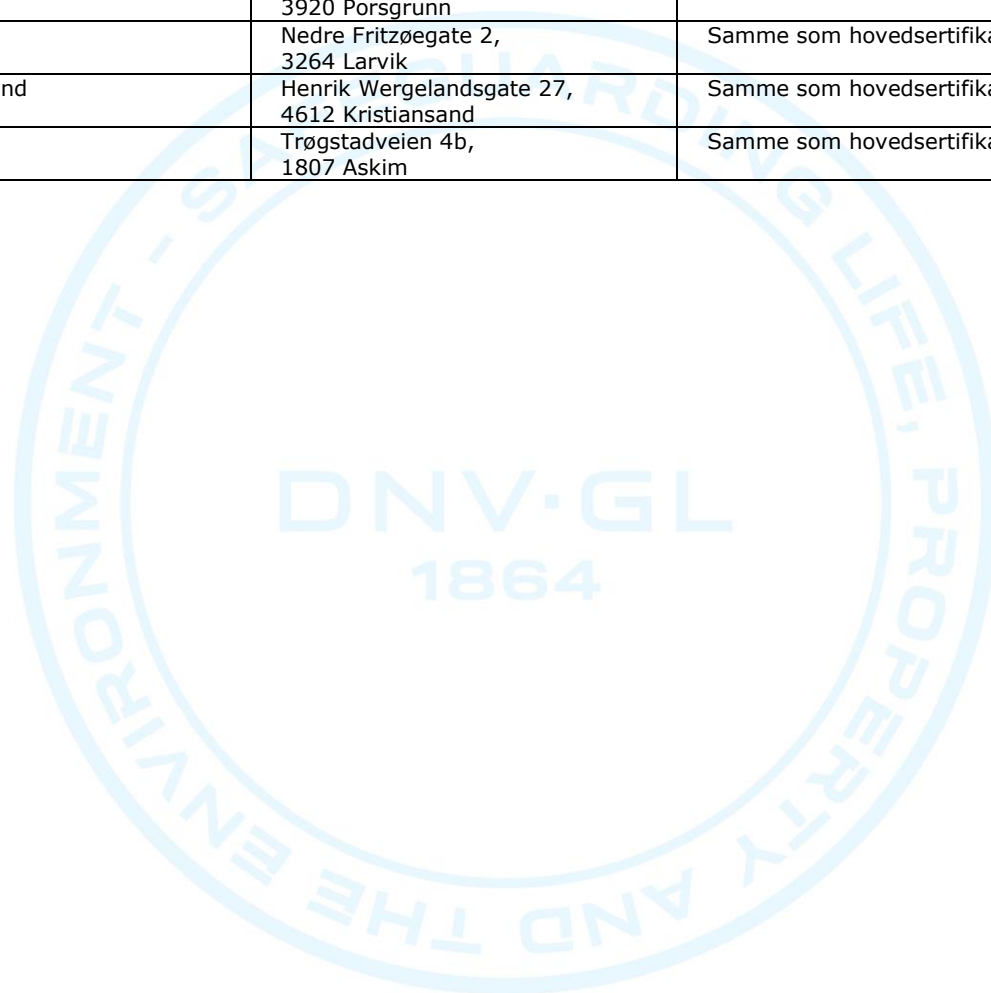 3920 Porsgrunn
Nedre Fritzøegate 2,
3264 Larvik
Samme som hovedsertifika
nd
Henrik Wergelandsgate 27,
4612 Kristiansand
Samme som hovedsertifika
Trøgstadveien 4b,
1807 Askim
Samme som hovedsertifika
SAFEGUARDING LIFE, PROPERTY AND THE ENVIRONMENT -
DNV·GL
1864